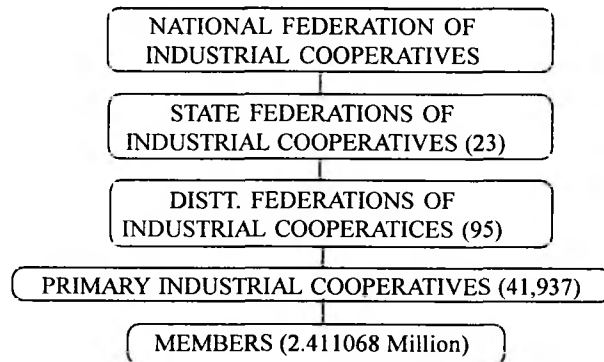 NATIONAL FEDERATION OF
INDUSTRIAL COOPERATIVES
STATE FEDERATIONS OF
INDUSTRIAL COOPERATIVES (23)
DISTT. FEDERATIONS OF
INDUSTRIAL COOPERATICES (95)
PRIMARY INDUSTRIAL COOPERATIVES (41,937)
MEMBERS (2.411068 Million)